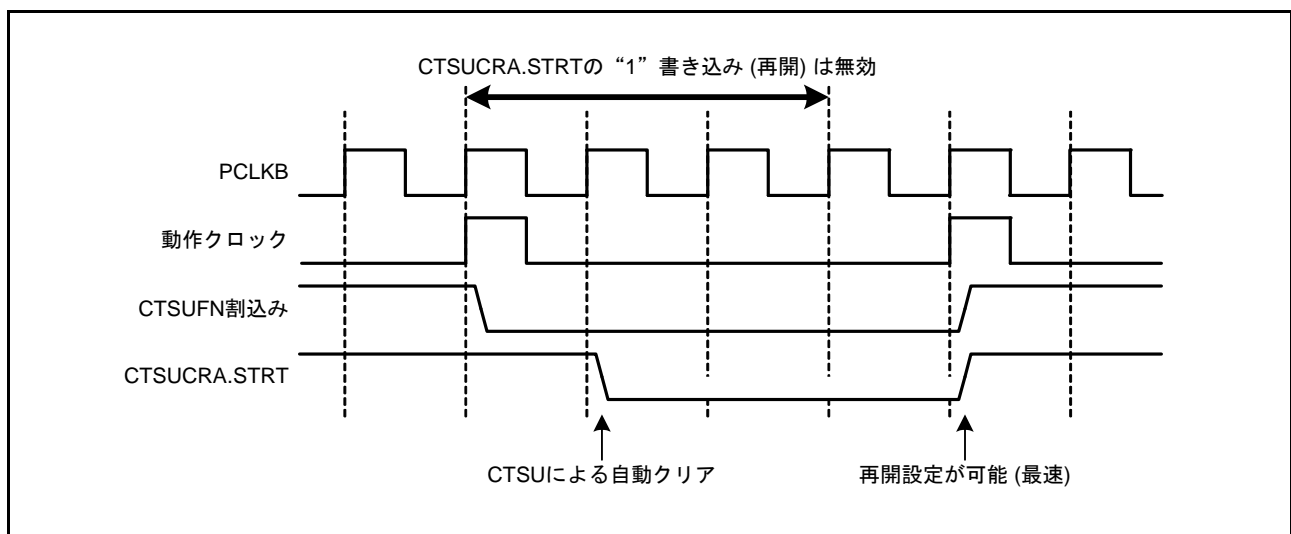 CTSUCRA.STRTの“1”書き込み (再開) は無効
PCLKB
動作クロック
CTSUFN割込み
CTSUCRA.STRT
CTSUによる自動クリア
再開設定が可能 (最速)